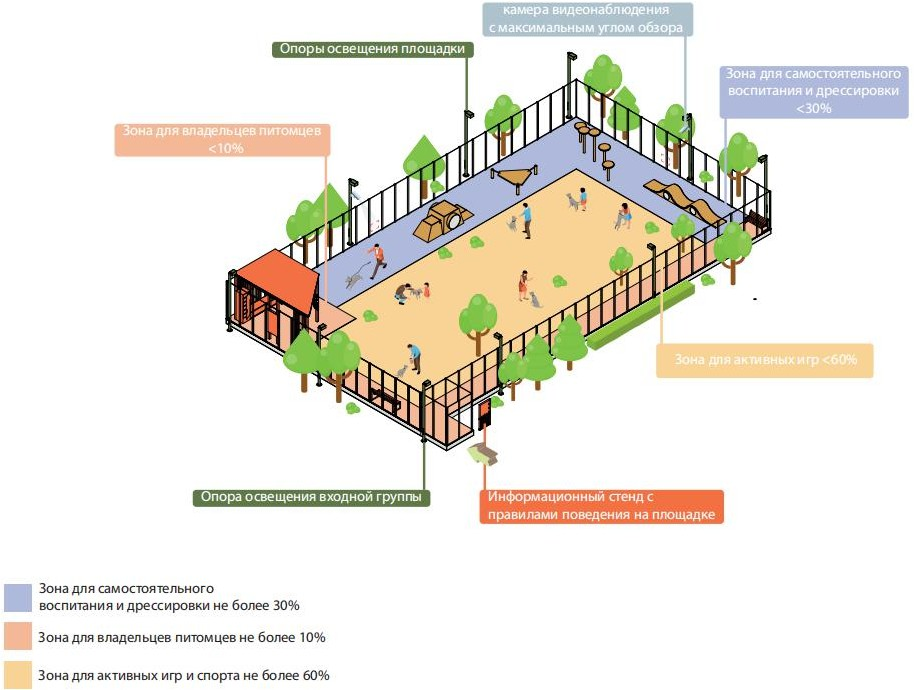 камера видеонаблюдения
с максимальным углом обзора
Опоры освещения площадки
Зона для самостоятельного
воспитания и дрессировки
<30%
Зона для владельцев питомцев
<10%
Зона для активных игр <60%
Опора освещения входной группы
Информационный стенд с
правилами поведения на площадке
Зона для самостоятельного
воспитания и дрессировки не более 30%
Зона для владельцев питомцев не более 10%
Зона для активных игр и спорта не более 60%